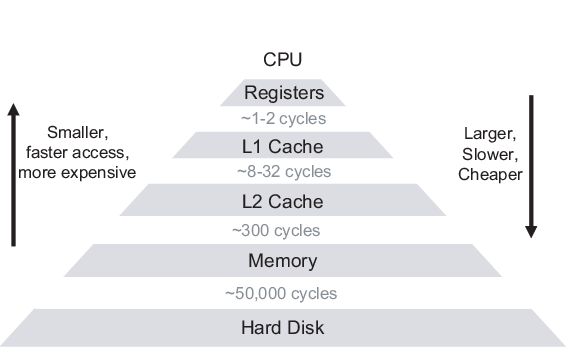 CPU
Registers
~1-2 cycles
Smaller,
faster access,
more expensive
L1 Cache
Larger,
Slower,
Cheaper
~8-32 cycles
L2 Cache
~300 cycles
Memory
~50,000 cycles
Hard Disk